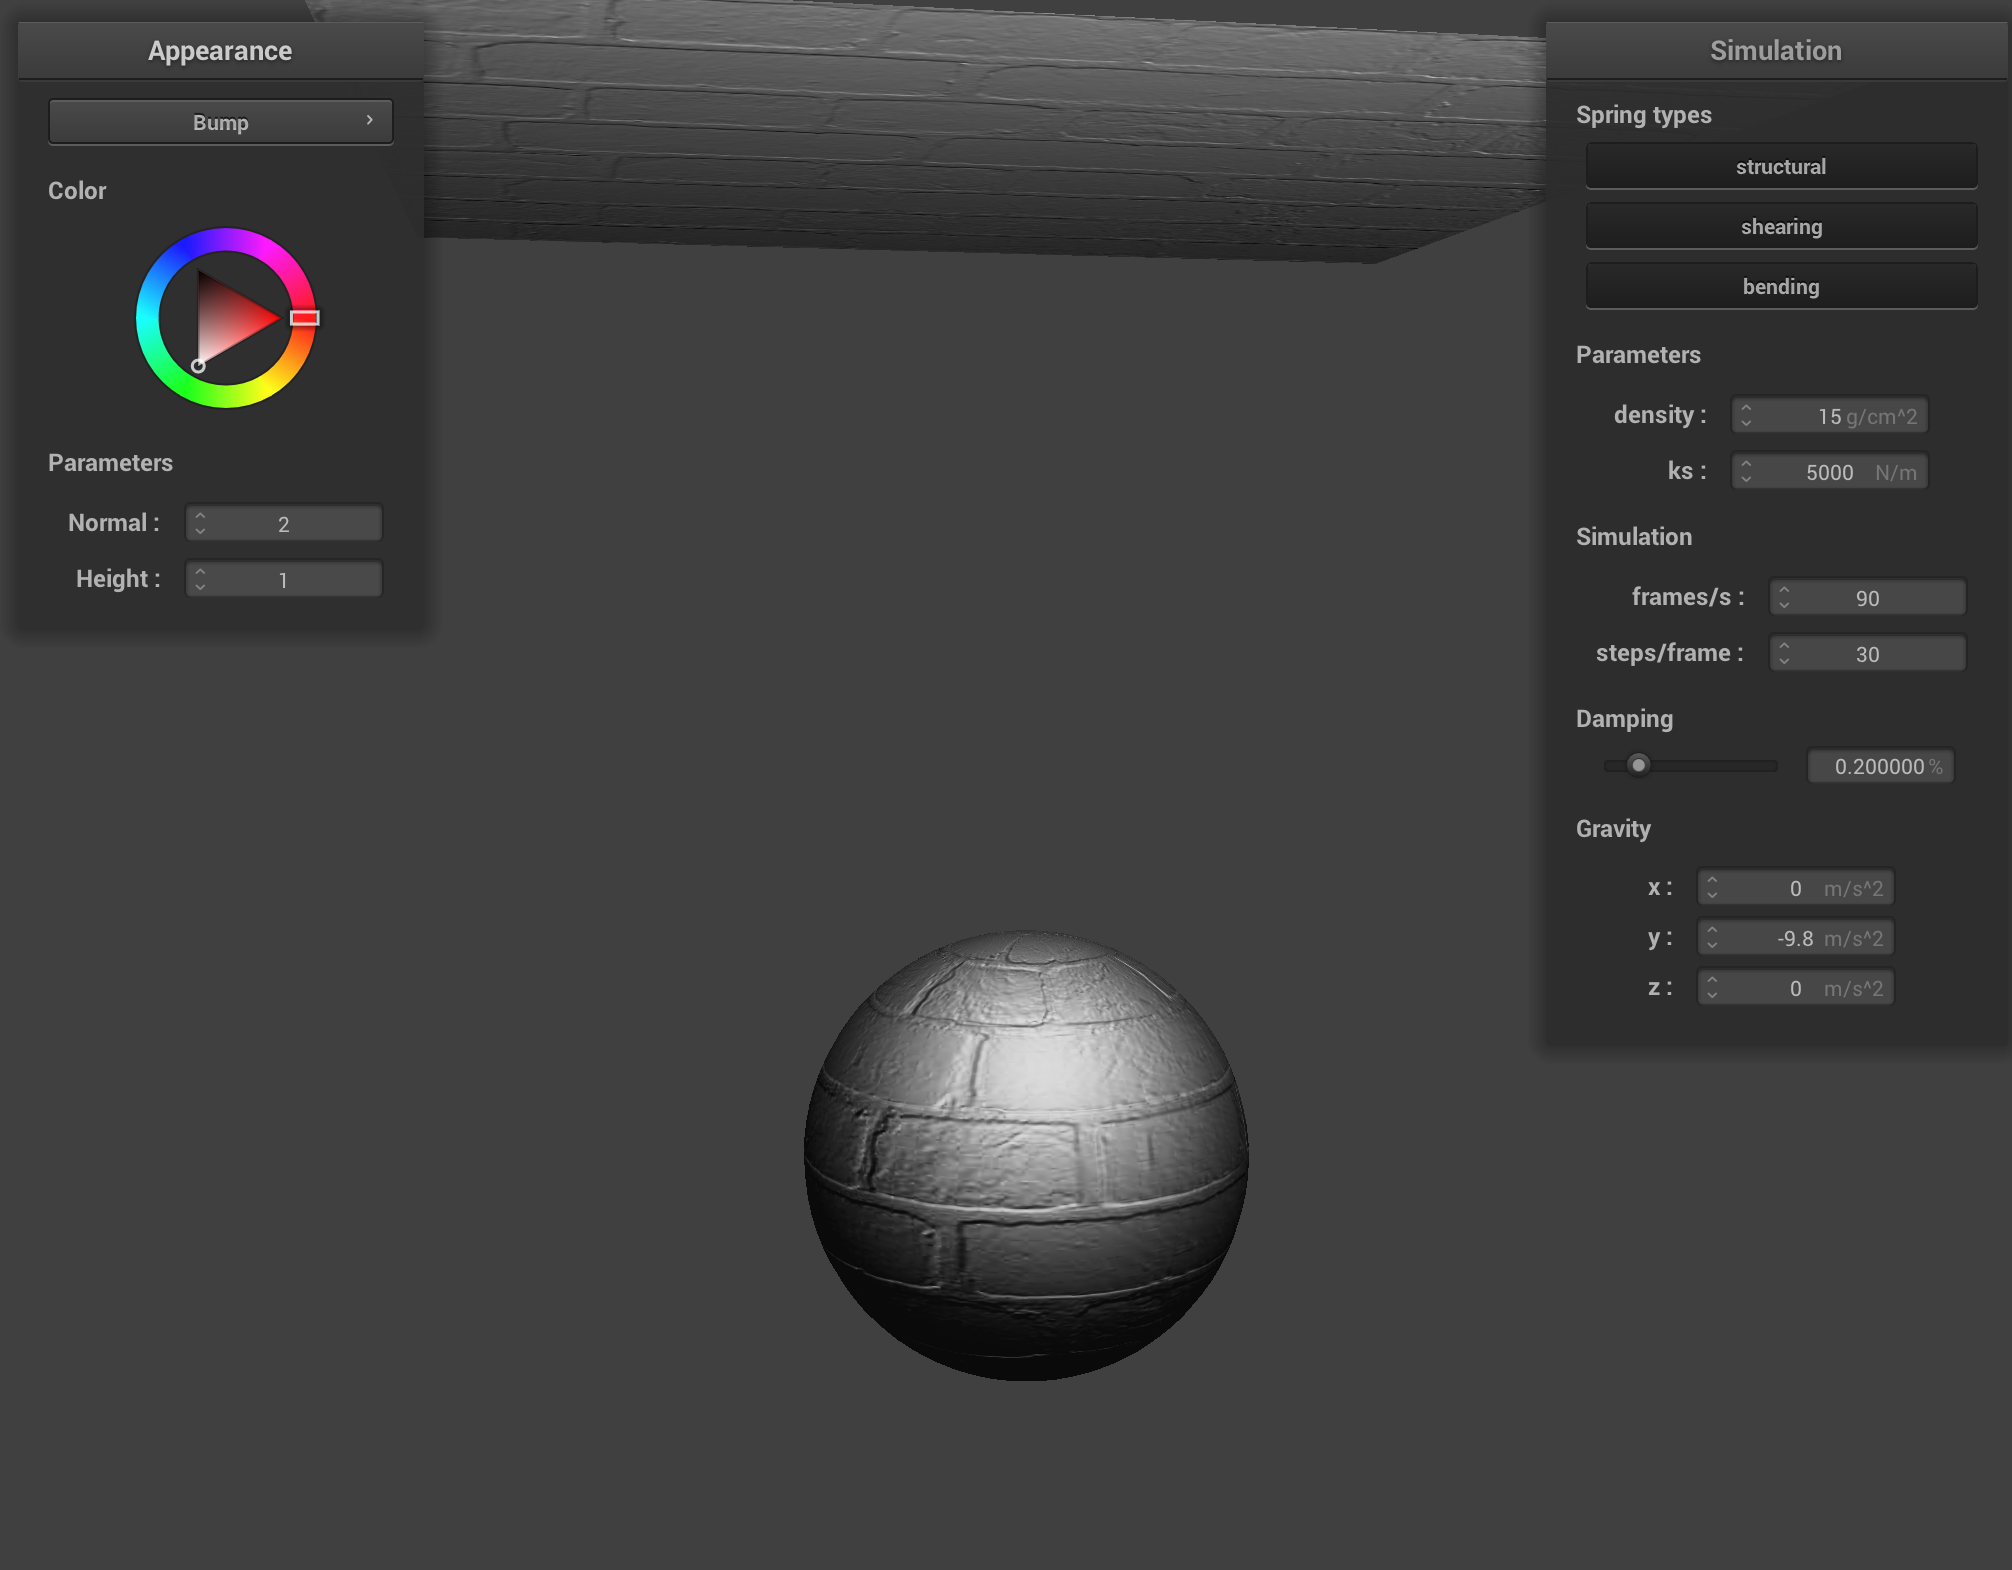 Appearance
Bump
Color
Parameters
Normal : 2
Height : 1
Simulation
Spring types
structural
shearing
bending
Parameters
density : 15 g/cm^2
ks : 5000 N/m
Simulation
frames/s : 90
steps/frame : 30
Damping
0.200000 %
Gravity
x : 0 m/s^2
y : -9.8 m/s^2
z : 0 m/s^2